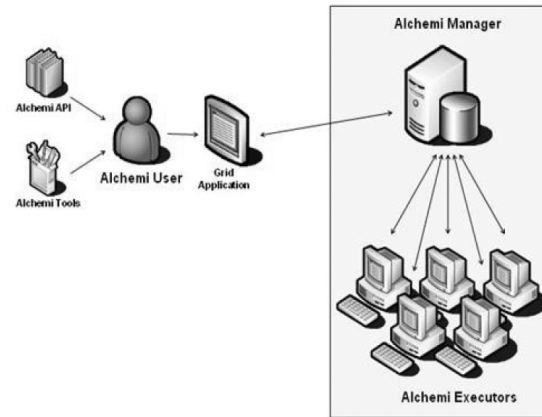 Alchemi Manager
Alchemi API
Alchemi User
Grid
Application
Alchemi Tools
Alchemi Executors